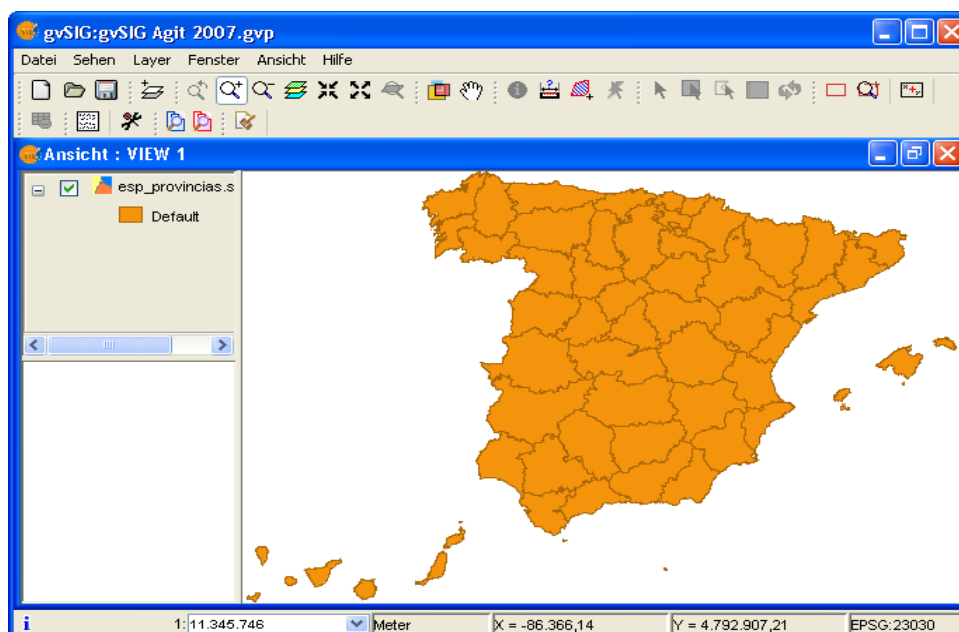 gvSIG:gvSIG Agit 2007.gvp
Datei Sehen Layer Fenster Ansicht Hilfe
Ansicht : VIEW 1
esp_provincias.s
Default
1: 11.345.746 Meter X = -86.366,14 Y = 4.792.907,21 EPSG:23030